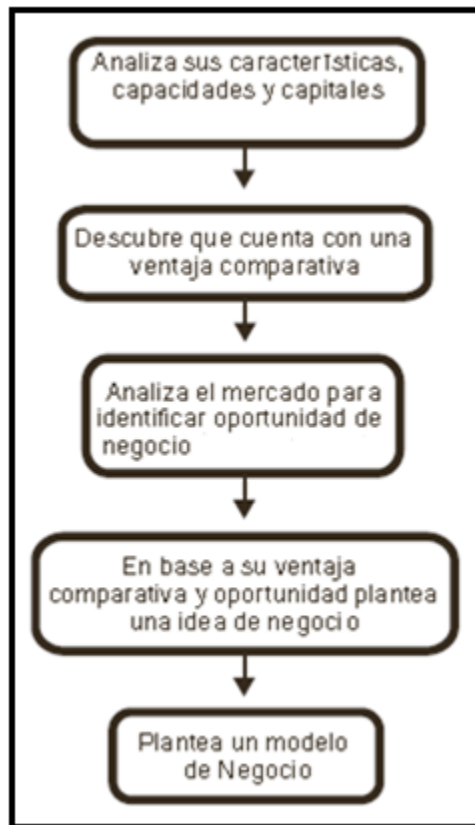 Analiza sus características,
capacidades y capitales
Descubre que cuenta con una
ventaja comparativa
Analiza el mercado para
identificar oportunidad de
negocio
En base a su ventaja
comparativa y oportunidad plantea
una idea de negocio
Plantea un modelo
de Negocio